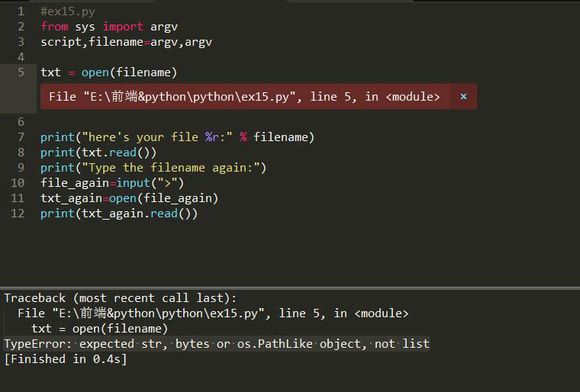 1 #ex15.py
2 from sys import argv
3 script,filename=argv,argv
4
5 txt = open(filename)
File "E:\前端&python\python\ex15.py", line 5, in <module> ×
6
7 print("here's your file %r:" % filename)
8 print(txt.read())
9 print("Type the filename again:")
10 file_again=input(">")
11 txt_again=open(file_again)
12 print(txt_again.read())
Traceback (most recent call last):
File "E:\前端&python\python\ex15.py", line 5, in <module>
txt = open(filename)
TypeError: expected str, bytes or os.PathLike object, not list
[Finished in 0.4s]